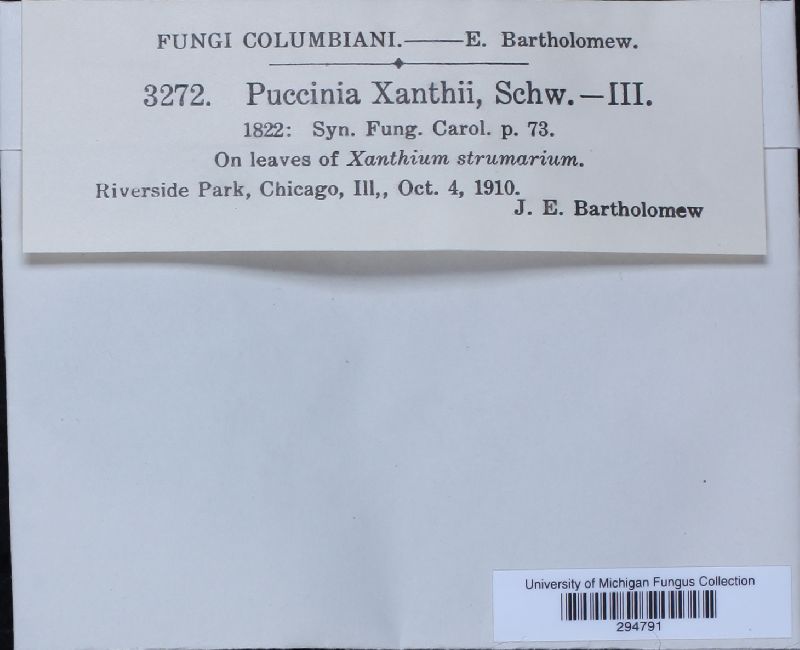 FUNGI COLUMBIANI.——E. Bartholomew.
3272. Puccinia Xanthii, Schw.—III.
1822: Syn. Fung. Carol. p. 73.
On leaves of Xanthium strumarium.
Riverside Park, Chicago, Ill,, Oct. 4, 1910.
J. E. Bartholomew
University of Michigan Fungus Collection
294791